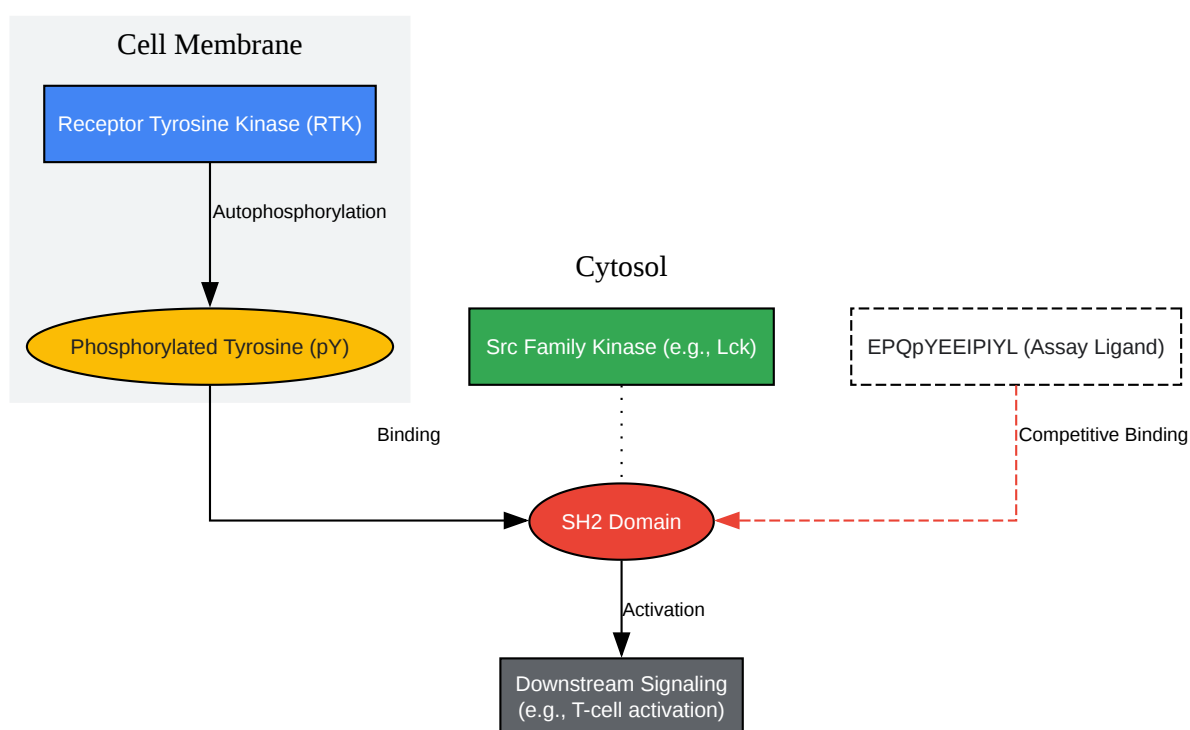 Cell Membrane
Receptor Tyrosine Kinase (RTK)
Autophosphorylation
Cytosol
Phosphorylated Tyrosine (pY)
Src Family Kinase (e.g., Lck)
EPQpYEEIPIYL (Assay Ligand)
Binding
Competitive Binding
SH2 Domain
Activation
Downstream Signaling
(e.g., T-cell activation)